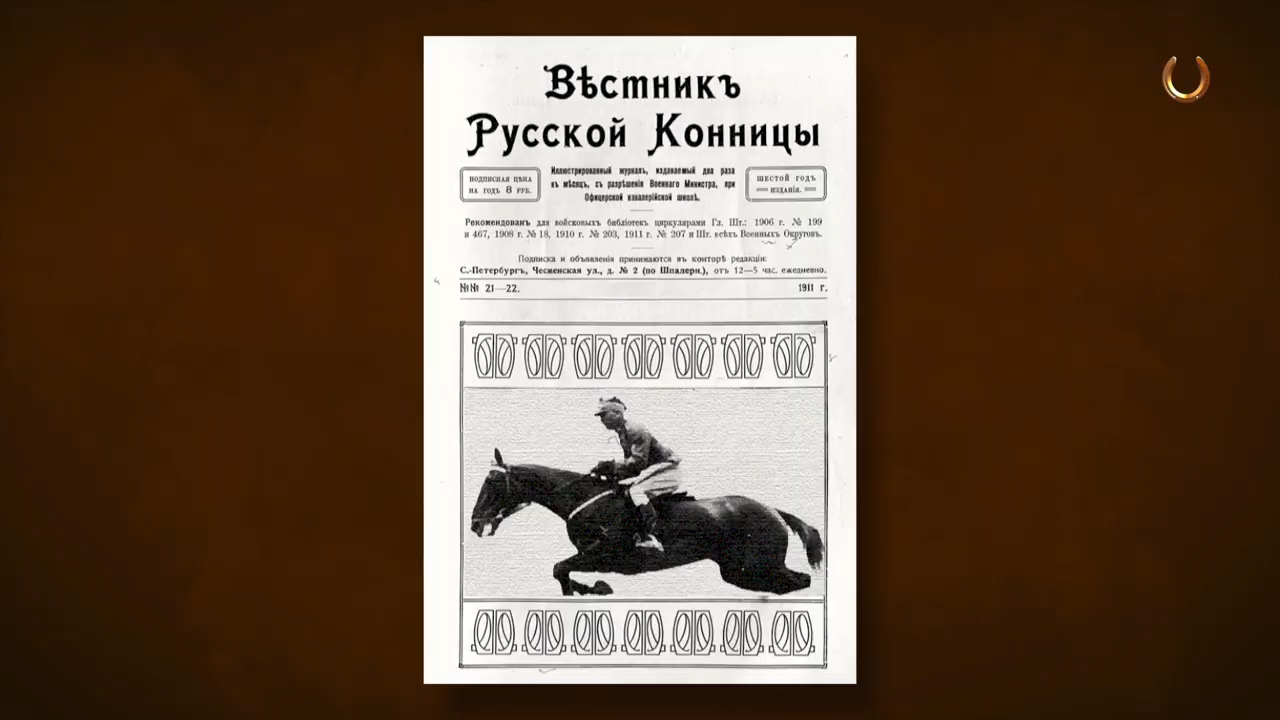 Вѣстникъ
Русской Конницы
ПОДПИСНАЯ ЦѢНА
НА ГОДЪ 8 РУБ.
Иллюстрированный журналъ, издаваемый два раза
въ мѣсяцъ, съ разрѣшенія Военнаго Министра, при
Офицерской кавалерійской школѣ.
ШЕСТОЙ ГОДЪ
ИЗДАНІЯ.
Рекомендованъ для войсковыхъ библіотекъ циркулярами Гл. Шт.: 1906 г. № 199
и 467, 1908 г. № 18, 1910 г. № 203, 1911 г. № 207 и Шт. всѣхъ Военныхъ Округовъ.
Подписка и объявленія принимаются въ конторѣ редакціи:
С.-Петербургъ, Чесменская ул., д. № 2 (по Шпалерн.), отъ 12—5 час. ежедневно.
№№ 21—22.
1911 г.